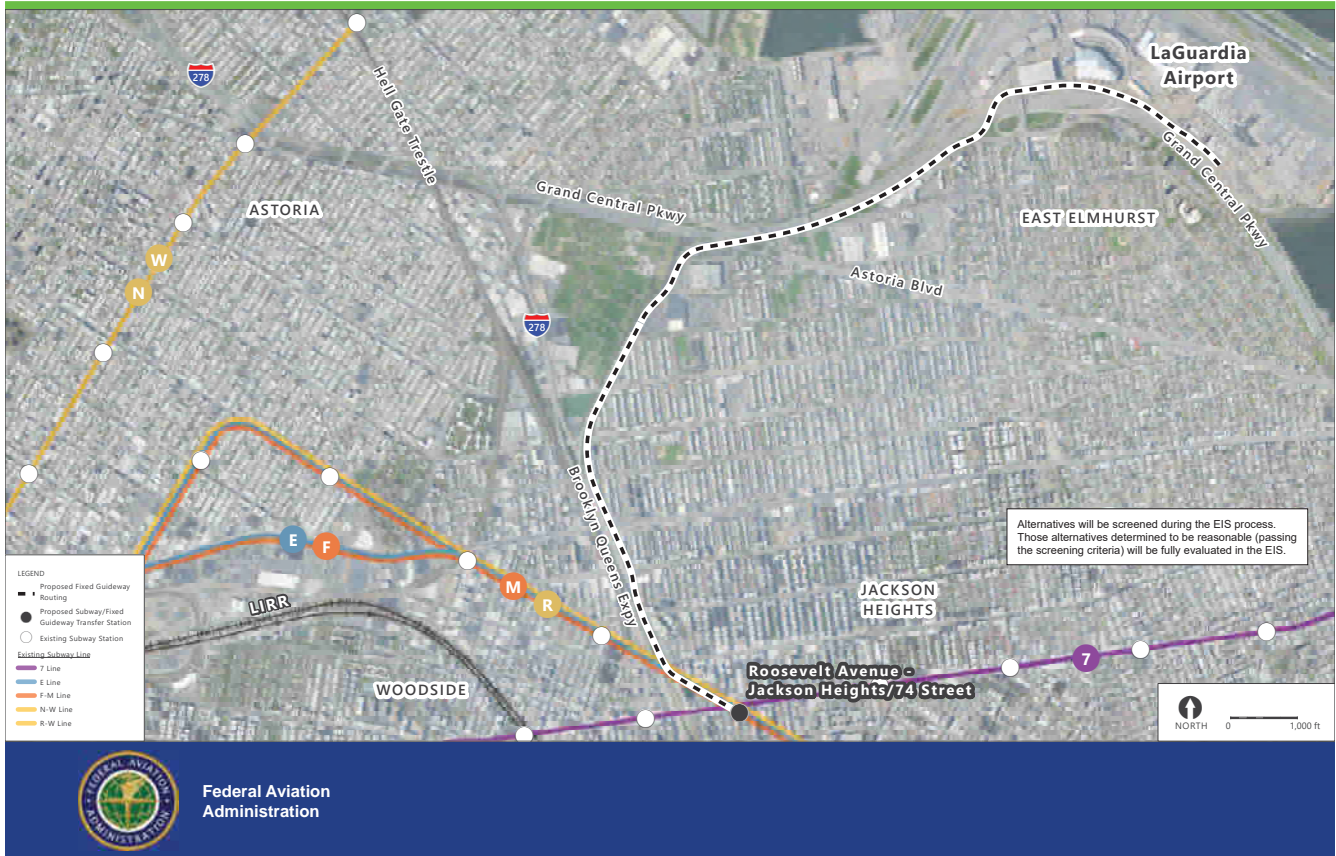 278
Hell Gate Trestle
LaGuardia
Airport
Grand Central Pkwy
Grand Central Pkwy
ASTORIA
EAST ELMHURST
W
N
Astoria Blvd
278
Brooklyn Queens Expy
E
F
M
R
Alternatives will be screened during the EIS process.
Those alternatives determined to be reasonable (passing
the screening criteria) will be fully evaluated in the EIS.
JACKSON
HEIGHTS
LIRR
WOODSIDE
7
Roosevelt Avenue -
Jackson Heights/74 Street
LEGEND
Proposed Fixed Guideway
Routing
Proposed Subway/Fixed
Guideway Transfer Station
Existing Subway Station
Existing Subway Line
7 Line
E Line
F-M Line
N-W Line
R-W Line
NORTH
0 1,000 ft
FEDERAL AVIATION
ADMINISTRATION
Federal Aviation
Administration